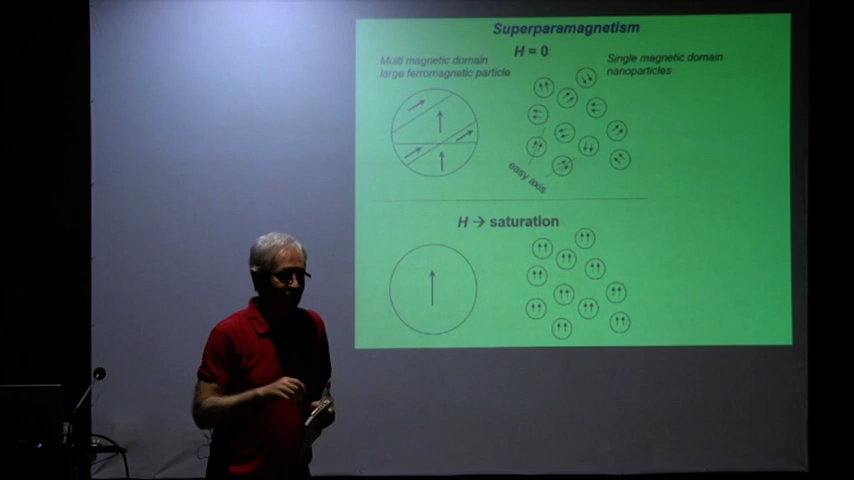 Superparamagnetism
H = 0
Multi magnetic domain
large ferromagnetic particle
Single magnetic domain
nanoparticles
easy axis
H → saturation